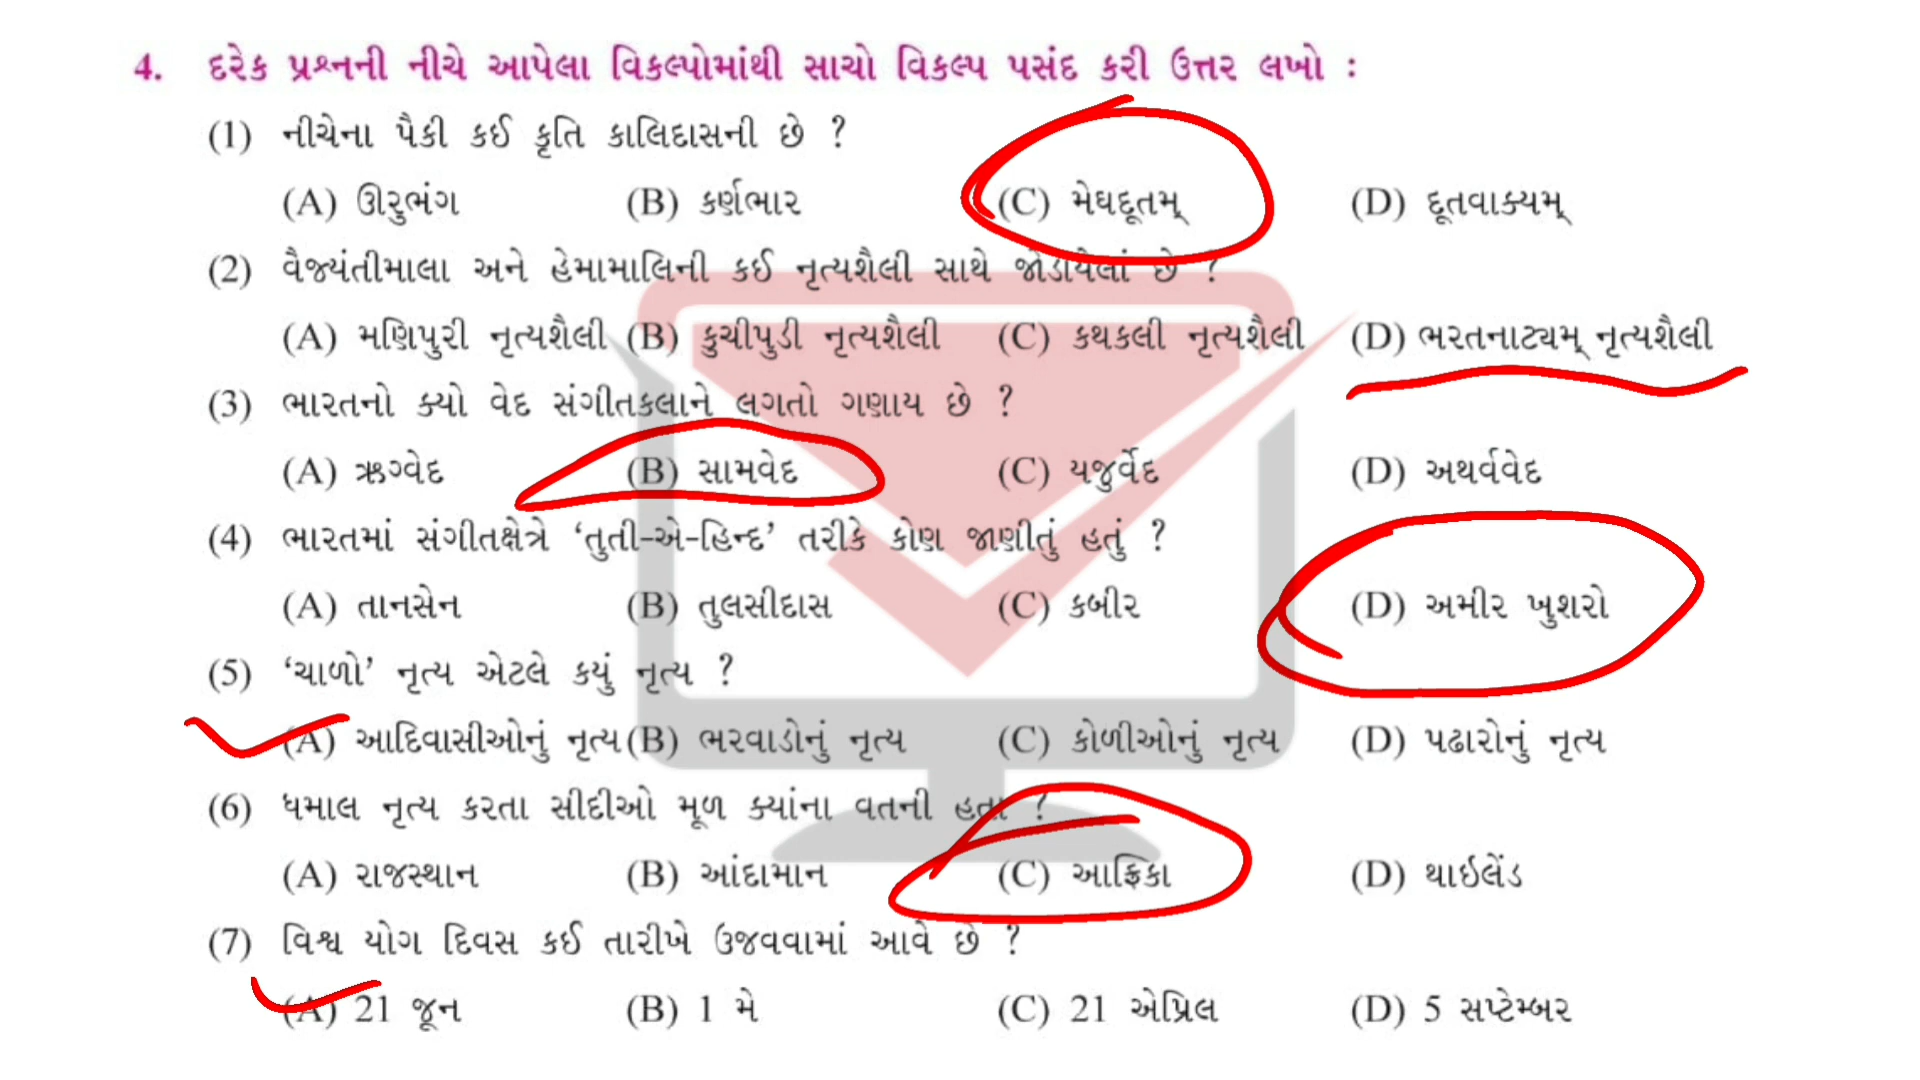 4. દરેક પ્રશ્નની નીચે આપેલા વિકલ્પોમાંથી સાચો વિકલ્પ પસંદ કરી ઉત્તર લખો :
(1) નીચેના પૈકી કઈ કૃતિ કાલિદાસની છે ?
(A) ઊરુભંગ (B) કર્ણભાર (C) મેઘદૂતમ્ (D) દૂતવાક્યમ્
(2) વૈજ્યંતીમાલા અને હેમામાલિની કઈ નૃત્યશૈલી સાથે જોડાયેલાં છે ?
(A) મણિપુરી નૃત્યશૈલી (B) કુચીપુડી નૃત્યશૈલી (C) કથકલી નૃત્યશૈલી (D) ભરતનાટ્યમ્ નૃત્યશૈલી
(3) ભારતનો ક્યો વેદ સંગીતકલાને લગતો ગણાય છે ?
(A) ઋગ્વેદ (B) સામવેદ (C) યજુર્વેદ (D) અથર્વવેદ
(4) ભારતમાં સંગીતક્ષેત્રે ‘તુતી-એ-હિન્દ’ તરીકે કોણ જાણીતું હતું ?
(A) તાનસેન (B) તુલસીદાસ (C) કબીર (D) અમીર ખુશરો
(5) ‘ચાળો’ નૃત્ય એટલે કયું નૃત્ય ?
(A) આદિવાસીઓનું નૃત્ય (B) ભરવાડોનું નૃત્ય (C) કોળીઓનું નૃત્ય (D) પઢારોનું નૃત્ય
(6) ધમાલ નૃત્ય કરતા સીદીઓ મૂળ ક્યાંના વતની હતા ?
(A) રાજસ્થાન (B) આંદામાન (C) આફ્રિકા (D) થાઇલેંડ
(7) વિશ્વ યોગ દિવસ કઈ તારીખે ઉજવવામાં આવે છે ?
(A) 21 જૂન (B) 1 મે (C) 21 એપ્રિલ (D) 5 સપ્ટેમ્બર